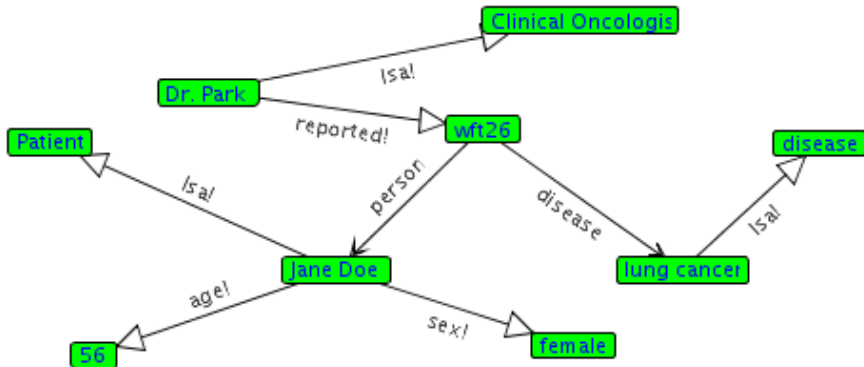 Clinical Oncologis
Isa!
Dr. Park
reported!
wft26
Patient
disease
Isa!
person
disease
Isa!
Jane Doe
lung cancer
age!
sex!
female
56